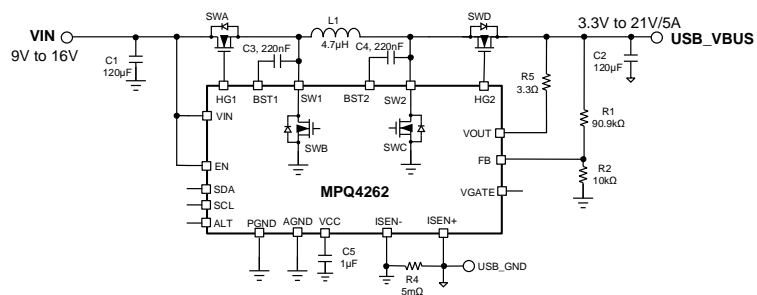 SWA
L1
4.7µH
SWD
3.3V to 21V/5A
VIN
9V to 16V
USB_VBUS
C3, 220nF
C4, 220nF
C1
120µF
C2
120µF
R5
3.3Ω
HG1
BST1
SW1
BST2
SW2
HG2
R1
90.9kΩ
VIN
VOUT
SWB
SWC
FB
EN
R2
10kΩ
SDA
MPQ4262
VGATE
SCL
ALT
PGND
AGND
VCC
ISEN-
ISEN+
C5
1µF
USB_GND
R4
5mΩ